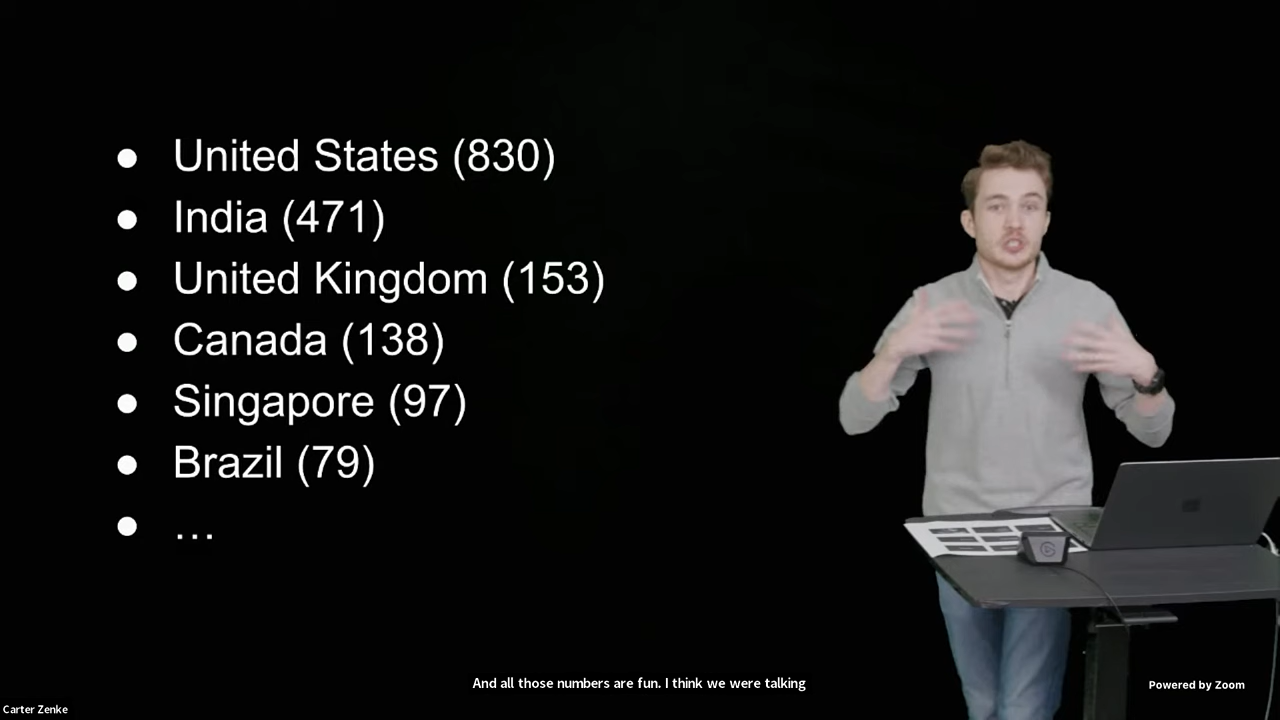 ● United States (830)
● India (471)
● United Kingdom (153)
● Canada (138)
● Singapore (97)
● Brazil (79)
● …
And all those numbers are fun. I think we were talking
Powered by Zoom
Carter Zenke